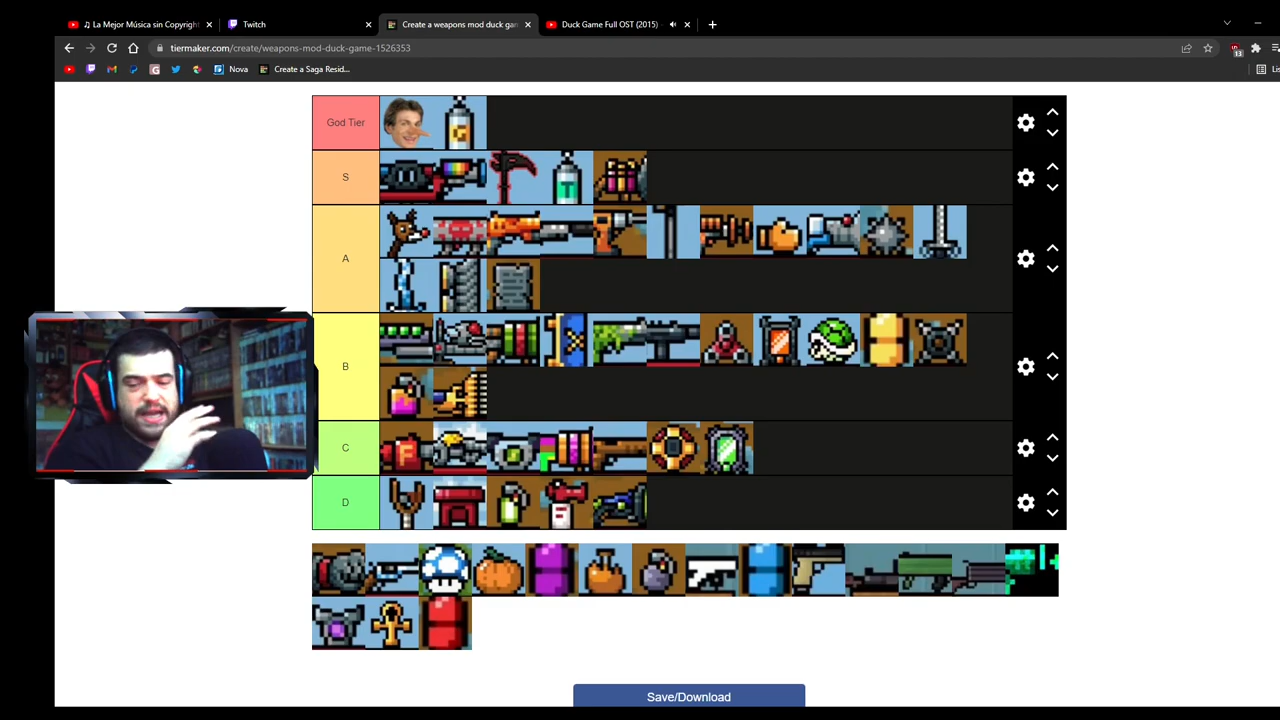 ♫ La Mejor Música sin Copyright
Twitch
Create a weapons mod duck gam
Duck Game Full OST (2015)
tiermaker.com/create/weapons-mod-duck-game-1526353
13
Nova
Create a Saga Resid...
God Tier
G
S
T
A
B
C
F
D
Save/Download